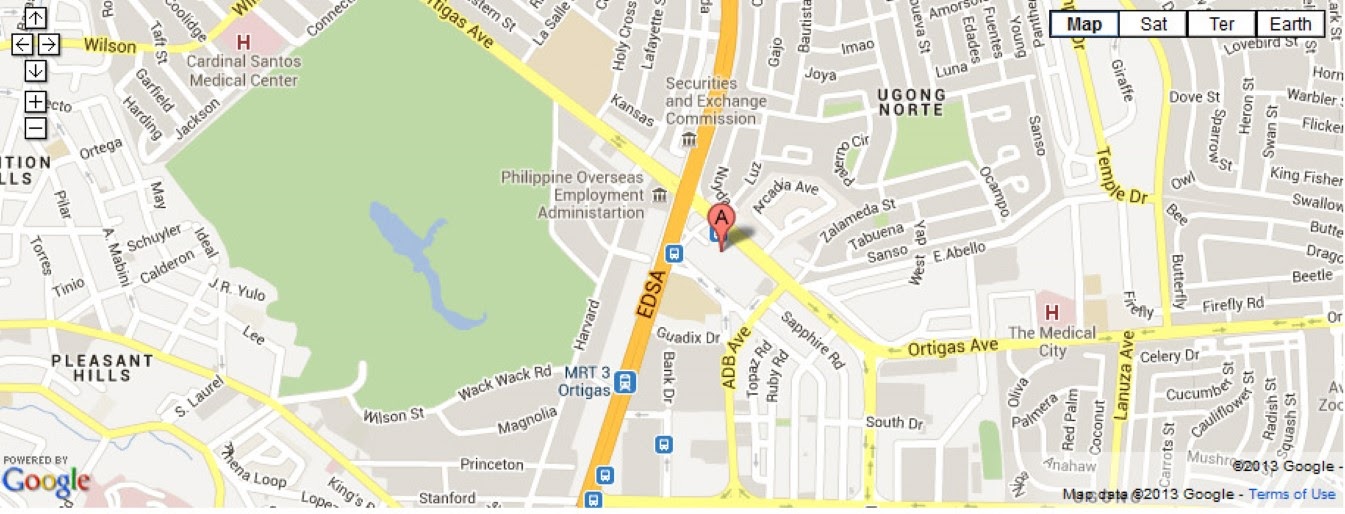 Map
Sat
Ter
Earth
Wilson
H
Cardinal Santos
Medical Center
Coolidge
Taft St
Garfield
Harding
Jackson
Ortega
May
Pilar
A. Mabini
Schuyler
Ideal
Calderon
Torres
Tinio
J.R. Yulo
Lee
PLEASANT
HILLS
S. Laurel
Ortigas Ave
La Salle
Holy Cross
Lafayette St
Kansas
Securities
and Exchange
Commission
Philippine Overseas
Employment
Administartion
A
EDSA
Harvard
Guadix Dr
Bank Dr
MRT 3
Ortigas
Wack Wack Rd
Wilson St
Magnolia
Princeton
Stanford
King's
ADB Ave
Topaz Rd
Ruby Rd
Sapphire Rd
Gajo
Bautista
Imao
Joya
Luna
Edades
Fuentes
Young
UGONG
NORTE
Luz
Arcadia Ave
Paterno Cir
Zalameda St
Tabuena
Sanso
Yap
West
E.Abello
Ocampo
Sanso
Giraffe
Temple Dr
Dove St
Lovebird St
Heron St
Swan St
Sparrow
Owl
St
King Fisher
Bee
Butterfly
Beetle
Firefly
Firefly Rd
H
The Medical
City
Ortigas Ave
Lanuza Ave
Celery Dr
Cucumber St
Cauliflower St
Radish St
Squash St
Carrots St
Oliva
Palmera
Red Palm
Coconut
Anahaw
Nipa
South Dr
POWERED BY
Google
©2013 Google -
Map data ©2013 Google - Terms of Use